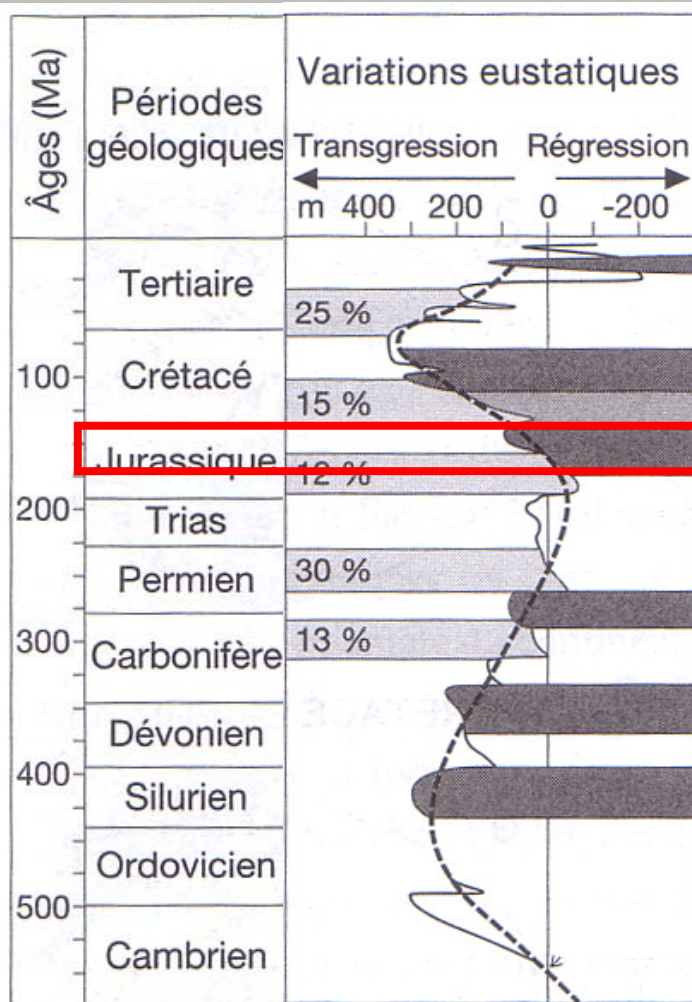 Âges (Ma)
Périodes
géologiques
Variations eustatiques
Transgression Régression
m 400 200 0 -200
Tertiaire
25 %
Crétacé
100
15 %
Jurassique
12 %
200
Trias
Permien
30 %
300
Carbonifère
13 %
Dévonien
400
Silurien
Ordovicien
500
Cambrien